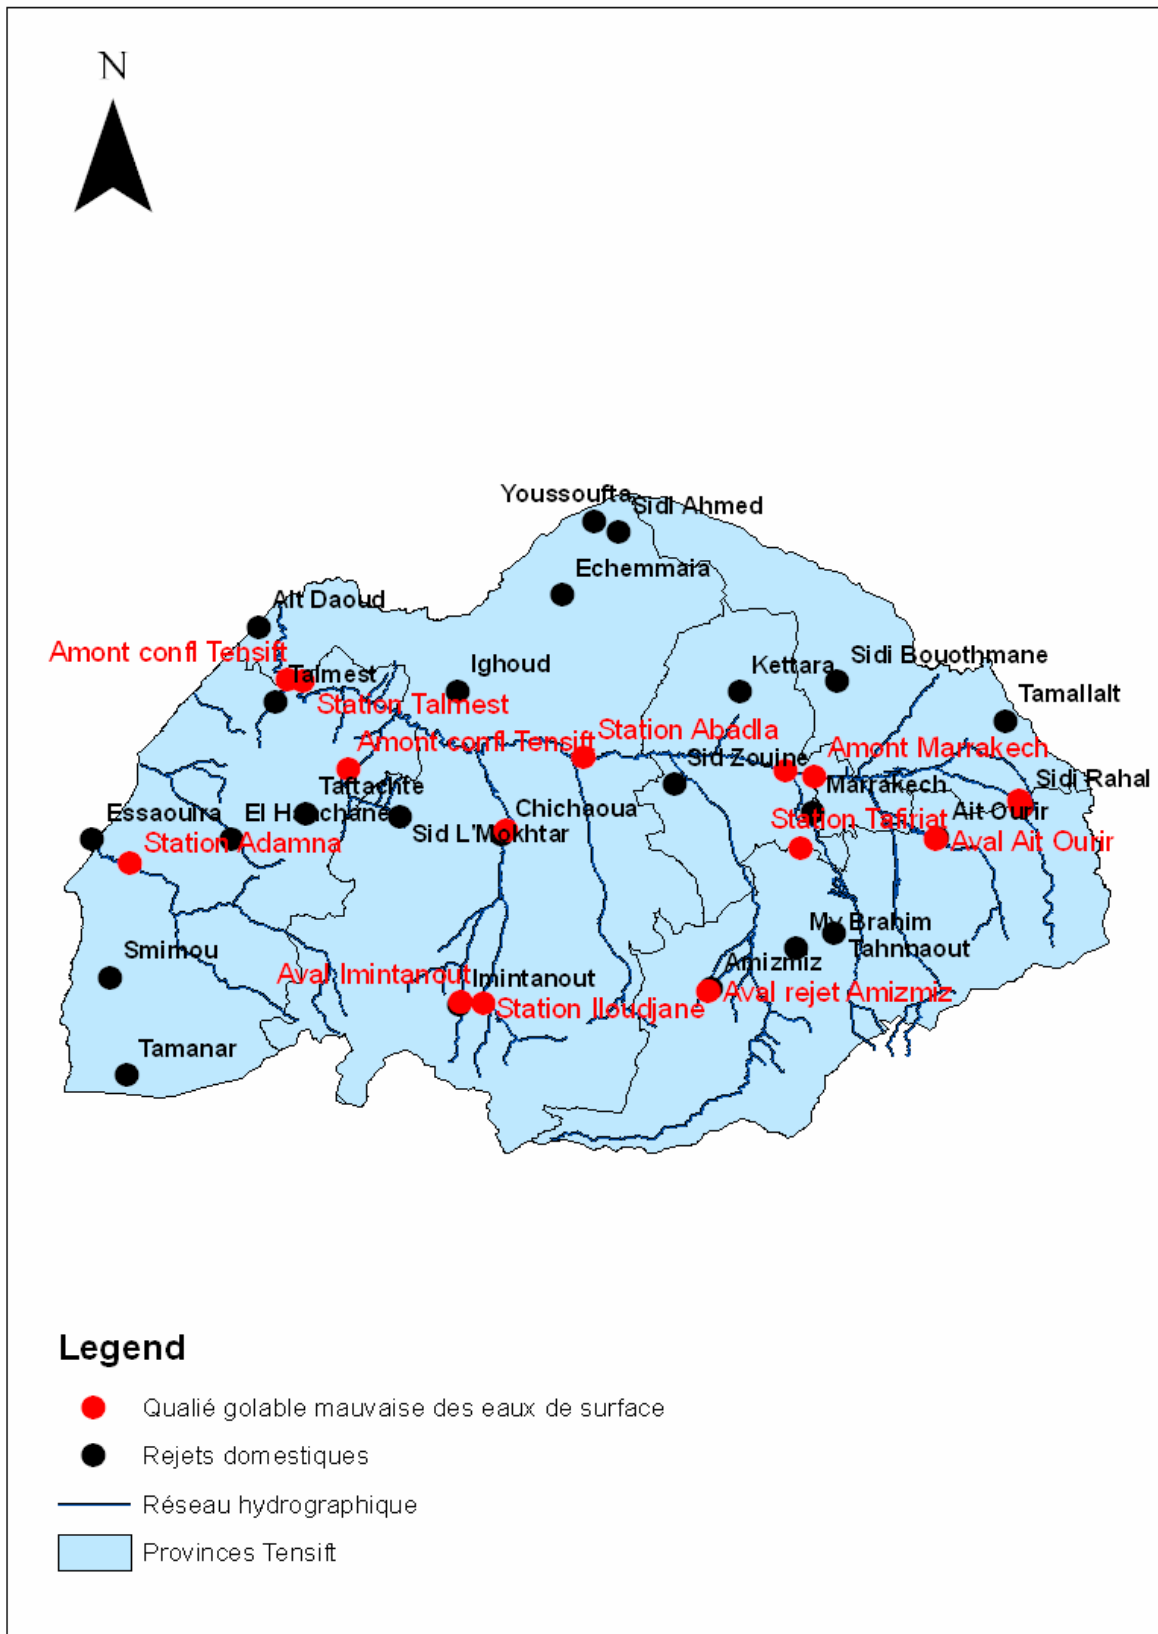 N
Youssoufta
Sidi Ahmed
Echemmaia
Ait Daoud
Amont confl Tensift
Talmest
Station Talmest
Ighoud
Kettara
Sidi Bouothmane
Tamallalt
Station Abadla
Amont confl Tensift
Sid Zouine
Amont Marrakech
Marrakech
Sidi Rahal
Taftachte
Essaouira
El Hanchane
Sid L'Mokhtar
Chichaoua
Station Tafiriat
Ait Ourir
Aval Ait Ourir
Station Adamna
Smimou
My Brahim
Tahnnaout
Amizmiz
Aval rejet Amizmiz
Aval Imintanout
Imintanout
Station Iloudjane
Tamanar
Legend
Qualié golable mauvaise des eaux de surface
Rejets domestiques
Réseau hydrographique
Provinces Tensift